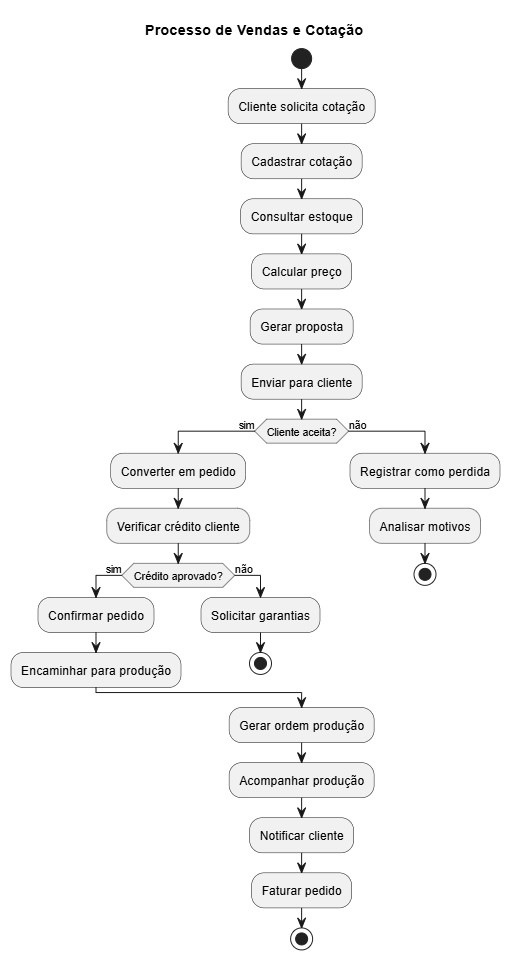 Processo de Vendas e Cotação
Cliente solicita cotação
Cadastrar cotação
Consultar estoque
Calcular preço
Gerar proposta
Enviar para cliente
sim
Cliente aceita?
não
Converter em pedido
Registrar como perdida
Verificar crédito cliente
Analisar motivos
sim
Crédito aprovado?
não
Confirmar pedido
Solicitar garantias
Encaminhar para produção
Gerar ordem produção
Acompanhar produção
Notificar cliente
Faturar pedido